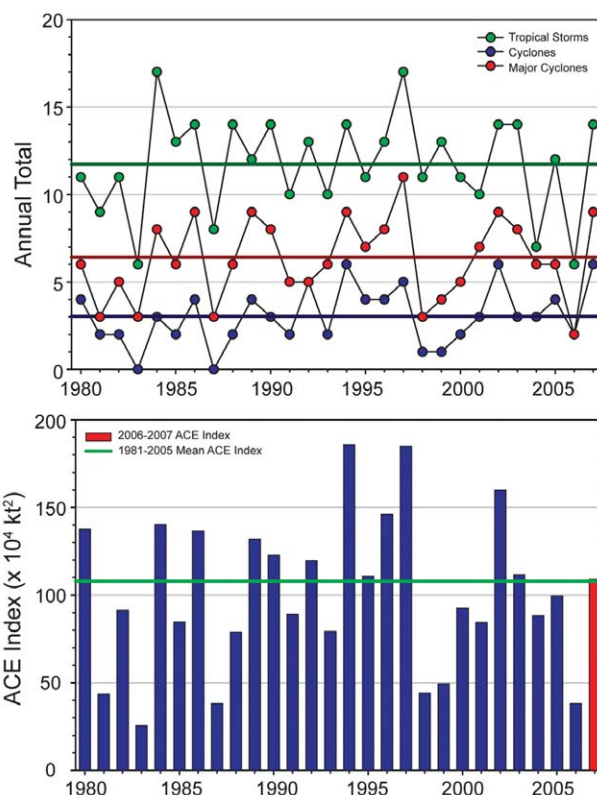 20
15
10
5
0
Annual Total
Tropical Storms
Cyclones
Major Cyclones
1980 1985 1990 1995 2000 2005
200
150
100
50
0
ACE Index (x 10⁴ kt²)
2006-2007 ACE Index
1981-2005 Mean ACE Index
1980 1985 1990 1995 2000 2005